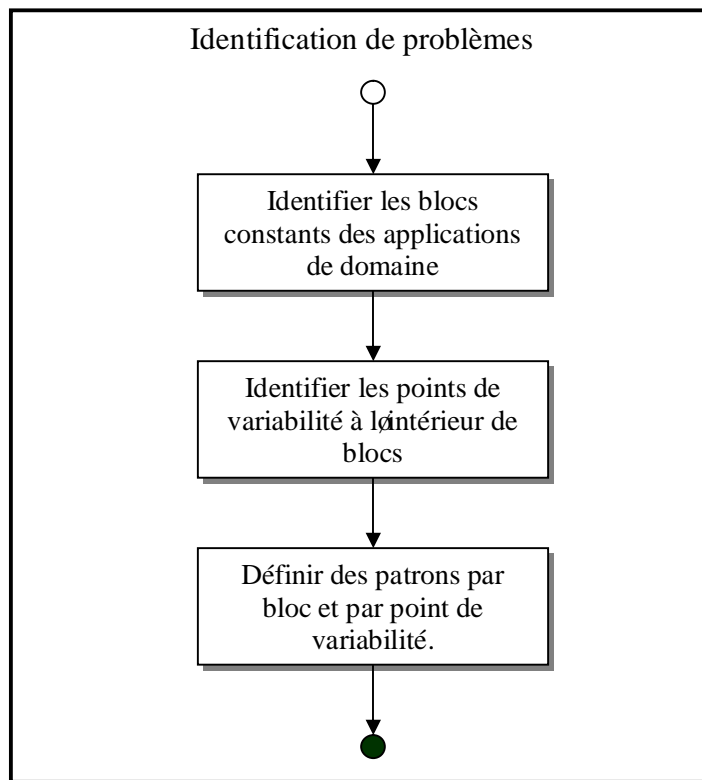 Identification de problèmes
Identifier les blocs
constants des applications
de domaine
Identifier les points de
variabilité à løintérieur de
blocs
Définir des patrons par
bloc et par point de
variabilité.